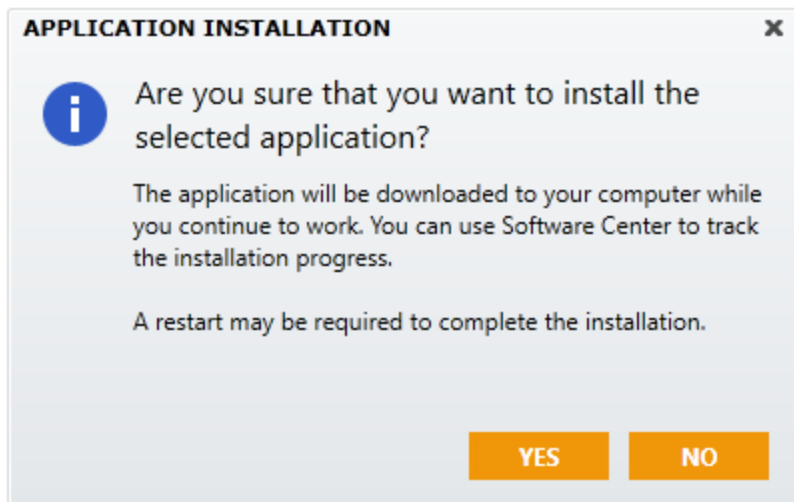 APPLICATION INSTALLATION
Are you sure that you want to install the
selected application?
The application will be downloaded to your computer while
you continue to work. You can use Software Center to track
the installation progress.
A restart may be required to complete the installation.
YES NO